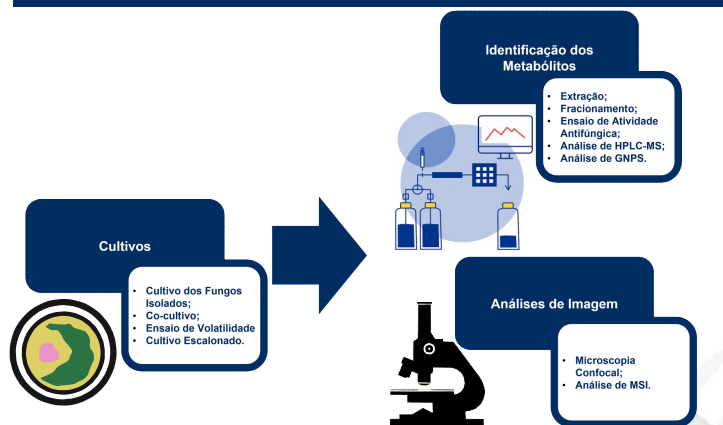 Identificação dos
Metabólitos
• Extração;
• Fracionamento;
• Ensaio de Atividade
Antifúngica;
• Análise de HPLC-MS;
• Análise de GNPS.
Cultivos
• Cultivo dos Fungos
Isolados;
• Co-cultivo;
• Ensaio de Volatilidade
• Cultivo Escalonado.
Análises de Imagem
• Microscopia
Confocal;
• Análise de MSI.